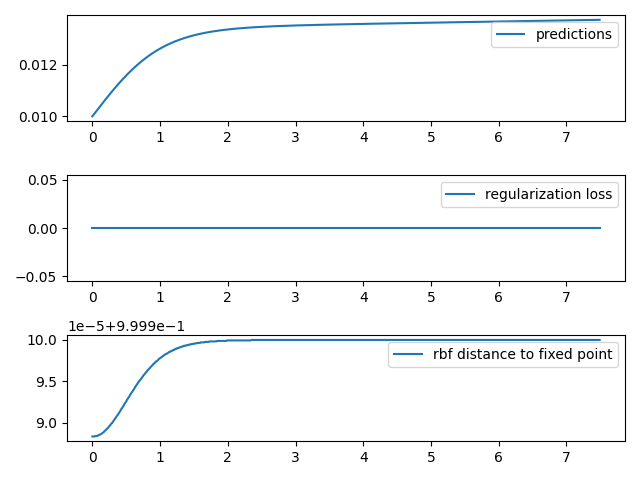 predictions
0.012
0.010
0 1 2 3 4 5 6 7
regularization loss
0.05
0.00
−0.05
0 1 2 3 4 5 6 7
1e−5+9.999e−1
10.0
rbf distance to fixed point
9.5
9.0
0 1 2 3 4 5 6 7